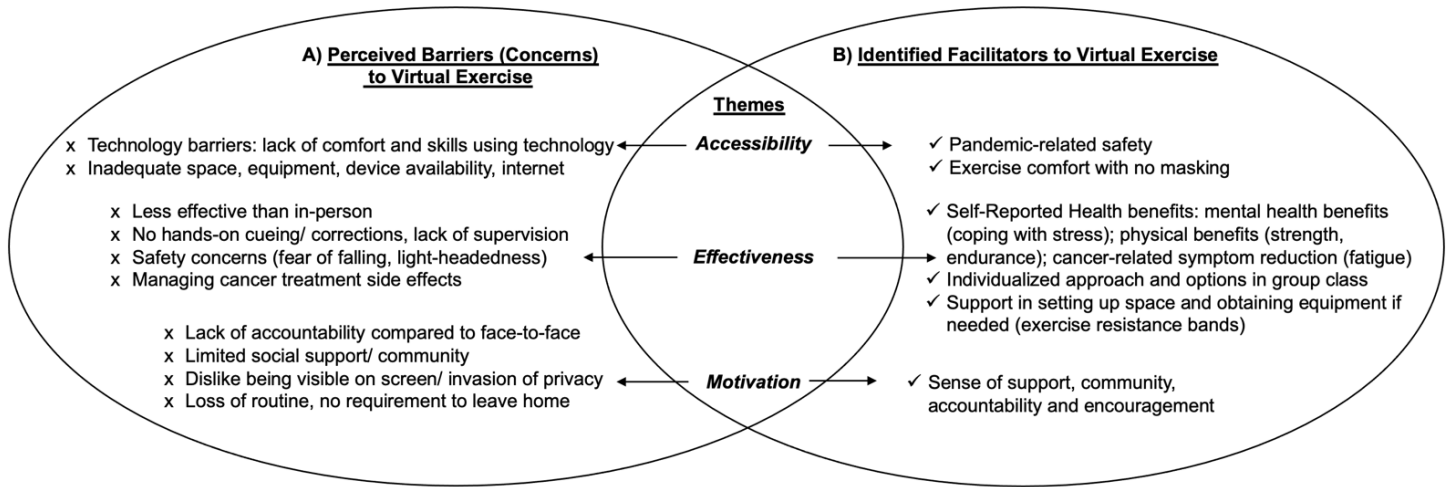 A) Perceived Barriers (Concerns)
to Virtual Exercise
B) Identified Facilitators to Virtual Exercise
Themes
Accessibility
x Technology barriers: lack of comfort and skills using technology
x Inadequate space, equipment, device availability, internet
✓ Pandemic-related safety
✓ Exercise comfort with no masking
Effectiveness
x Less effective than in-person
x No hands-on cueing/ corrections, lack of supervision
x Safety concerns (fear of falling, light-headedness)
x Managing cancer treatment side effects
✓ Self-Reported Health benefits: mental health benefits
(coping with stress); physical benefits (strength,
endurance); cancer-related symptom reduction (fatigue)
✓ Individualized approach and options in group class
✓ Support in setting up space and obtaining equipment if
needed (exercise resistance bands)
Motivation
x Lack of accountability compared to face-to-face
x Limited social support/ community
x Dislike being visible on screen/ invasion of privacy
x Loss of routine, no requirement to leave home
✓ Sense of support, community,
accountability and encouragement